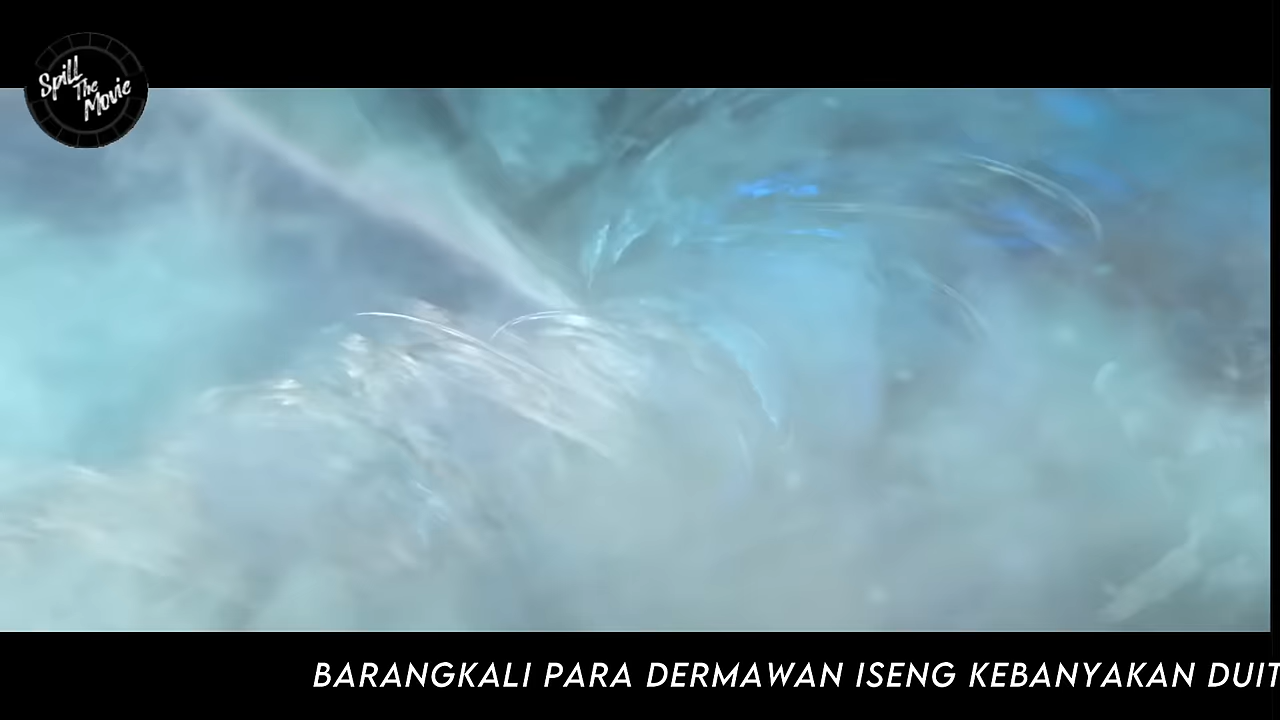 Spill
The
Movie
BARANGKALI PARA DERMAWAN ISENG KEBANYAKAN DUIT